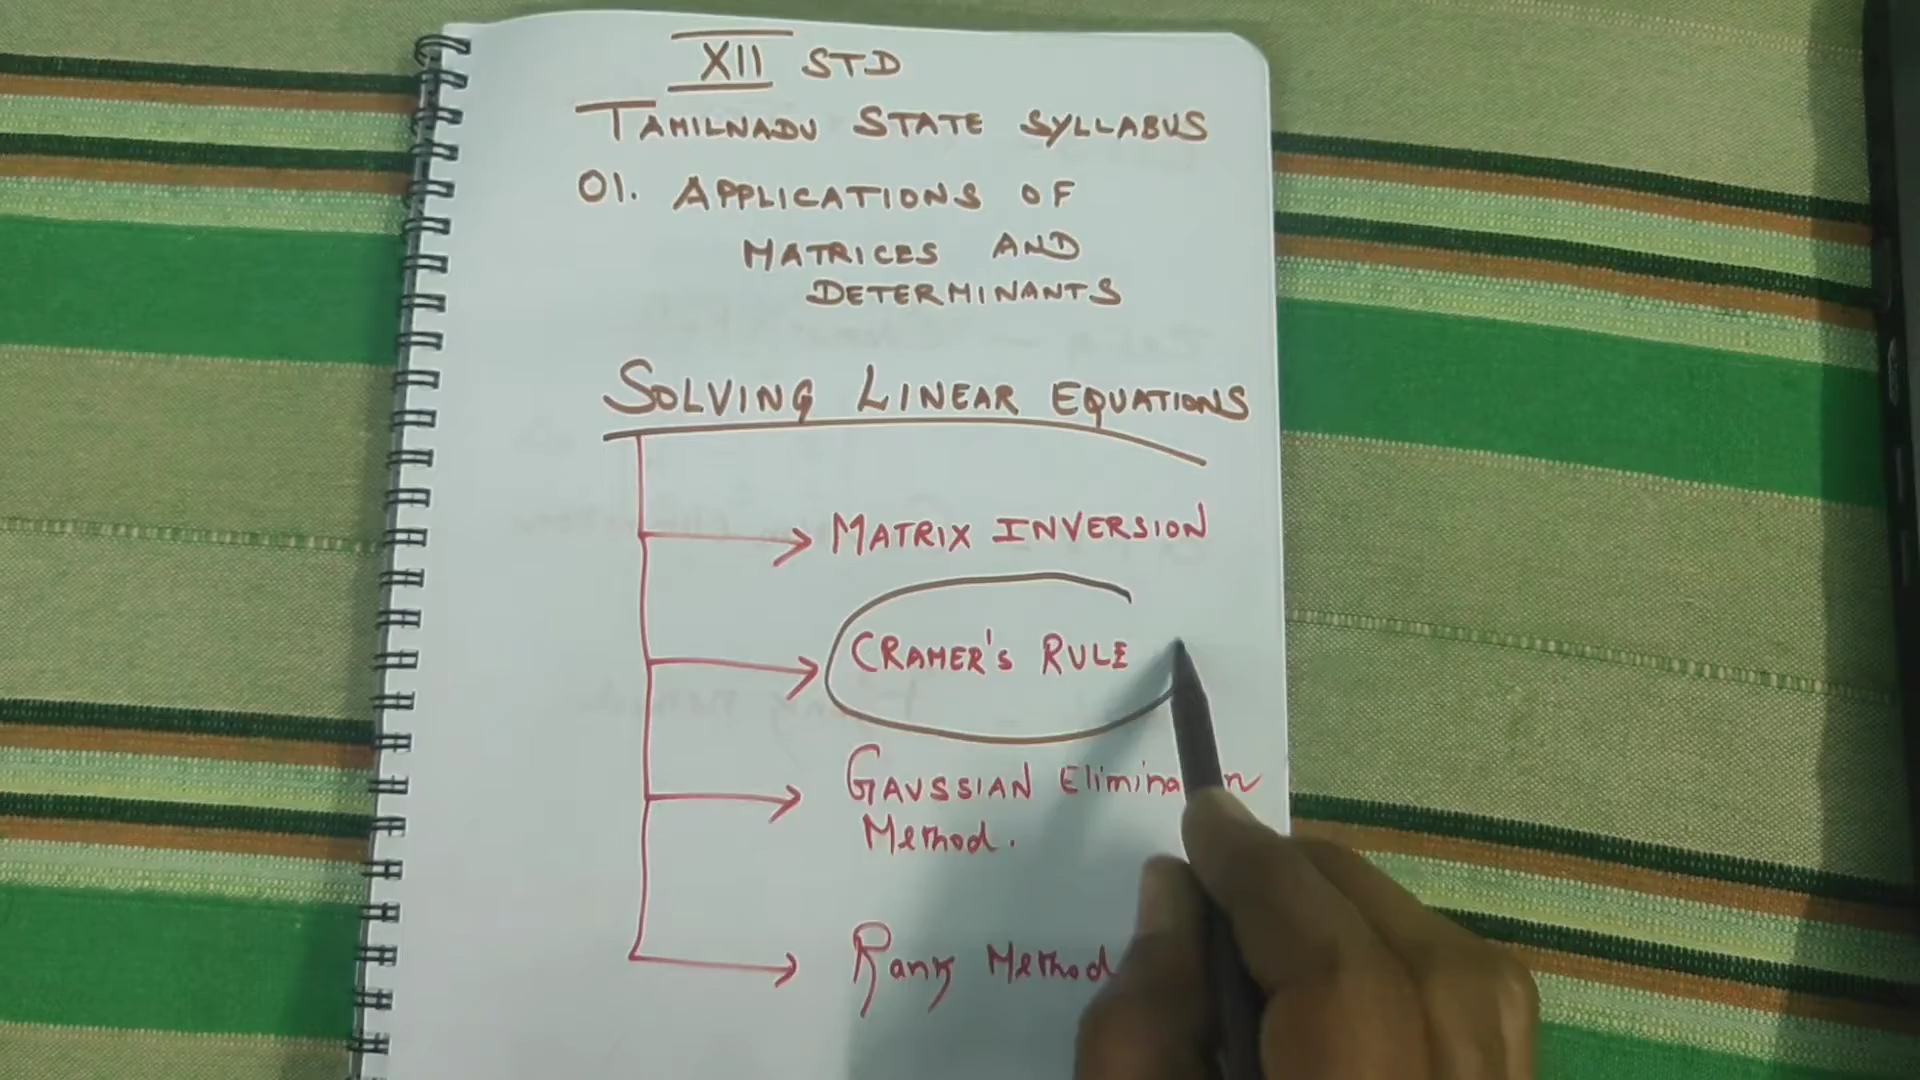 XII STD
TAMILNADU STATE SYLLABUS
01. APPLICATIONS OF
MATRICES AND
DETERMINANTS
SOLVING LINEAR EQUATIONS
MATRIX INVERSION
CRAMER'S RULE
GAUSSIAN Elimination
Method.
Rank Method